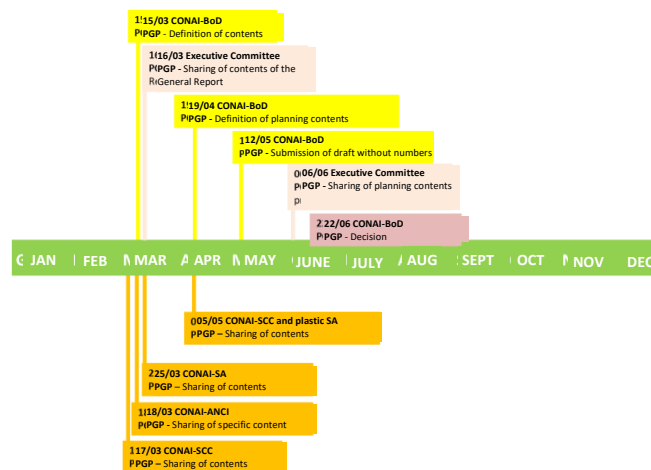 15/03 CONAI-BoD
PGP - Definition of contents
16/03 Executive Committee
PGP - Sharing of contents of the
General Report
19/04 CONAI-BoD
PGP - Definition of planning contents
12/05 CONAI-BoD
PGP - Submission of draft without numbers
06/06 Executive Committee
PGP - Sharing of planning contents
22/06 CONAI-BoD
PGP - Decision
JAN FEB MAR APR MAY JUNE JULY AUG SEPT OCT NOV DEC
05/05 CONAI-SCC and plastic SA
PGP – Sharing of contents
25/03 CONAI-SA
PGP – Sharing of contents
18/03 CONAI-ANCI
PGP - Sharing of specific content
17/03 CONAI-SCC
PGP – Sharing of contents